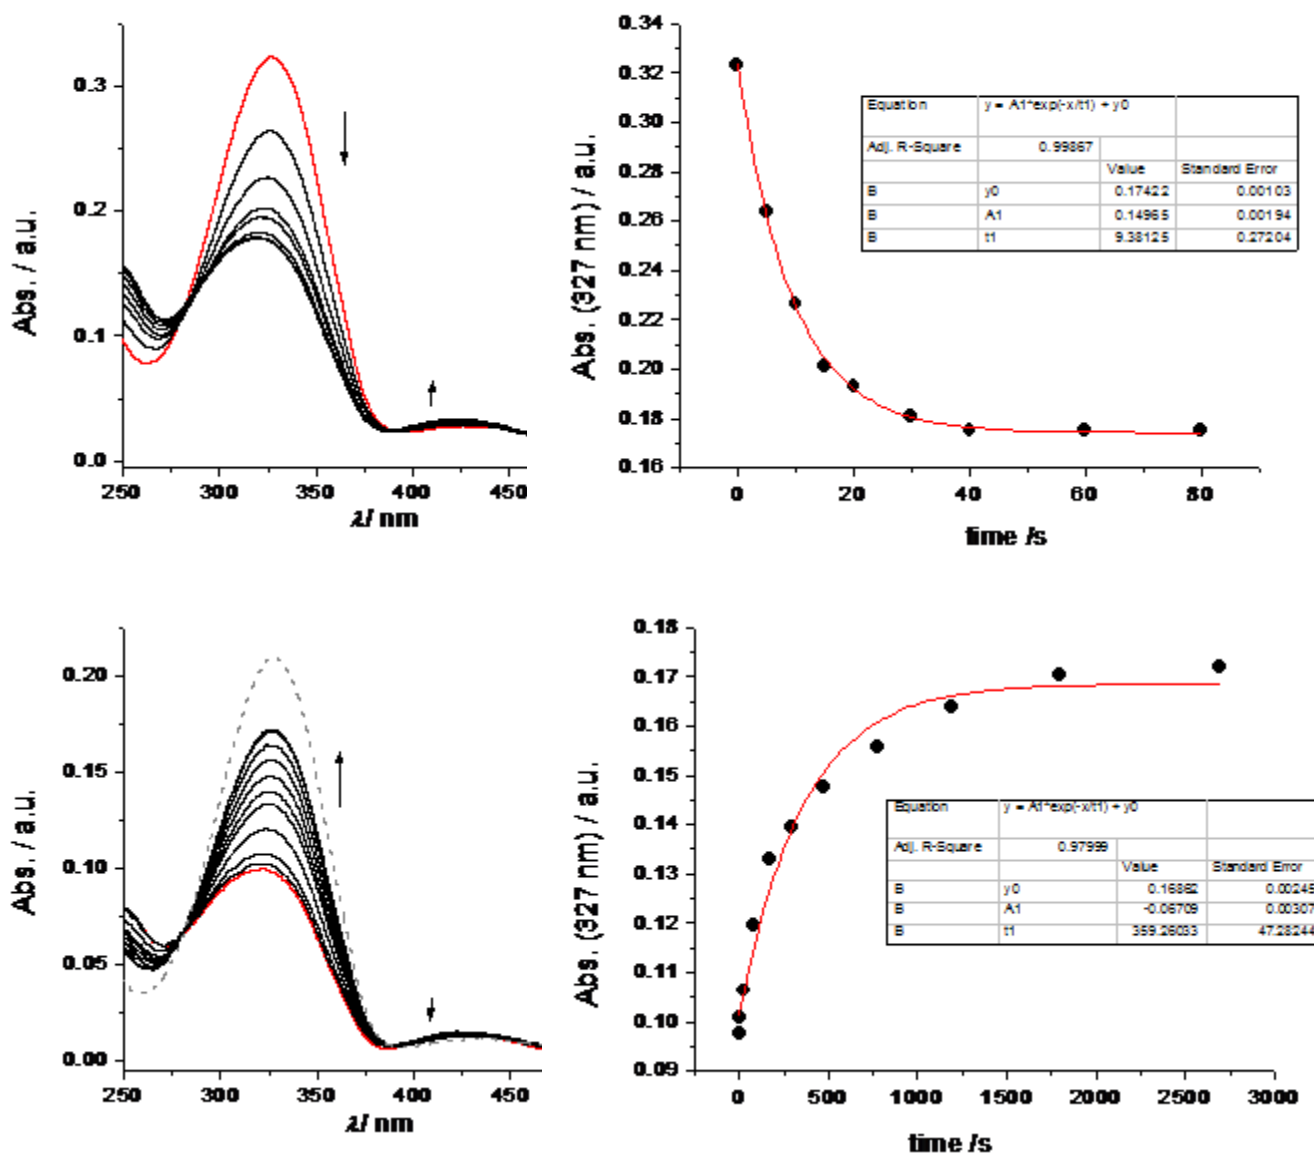 0.3
0.2
0.1
0.0
Abs. / a.u.
250 300 350 400 450
λ/ nm
0.34
0.32
0.30
0.28
0.26
0.24
0.22
0.20
0.18
0.16
Abs. (327 nm) / a.u.
Equation y = A1*exp(-x/t1) + y0
Adj. R-Square 0.99867
Value Standard Error
B y0 0.17422 0.00103
B A1 0.14965 0.00194
B t1 9.38125 0.27204
0 20 40 60 80
time /s
0.20
0.15
0.10
0.05
0.00
Abs. / a.u.
250 300 350 400 450
λ/ nm
0.18
0.17
0.16
0.15
0.14
0.13
0.12
0.11
0.10
0.09
Abs. (327 nm) / a.u.
Equation y = A1*exp(-x/t1) + y0
Adj. R-Square 0.97999
Value Standard Error
B y0 0.16862 0.00245
B A1 -0.06709 0.00307
B t1 359.26033 47.28244
0 500 1000 1500 2000 2500 3000
time /s